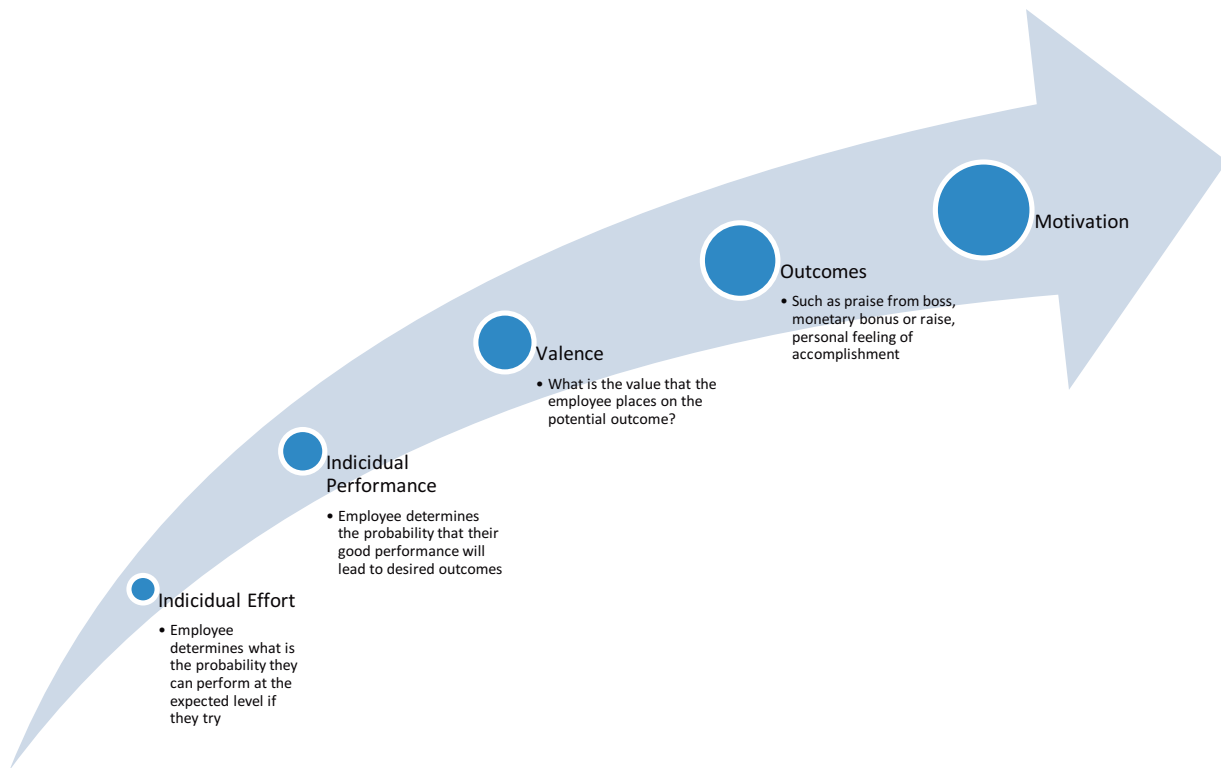 Indicidual Effort
• Employee
determines what is
the probability they
can perform at the
expected level if
they try
Indicidual
Performance
• Employee determines
the probability that their
good performance will
lead to desired outcomes
Valence
• What is the value that the
employee places on the
potential outcome?
Outcomes
• Such as praise from boss,
monetary bonus or raise,
personal feeling of
accomplishment
Motivation